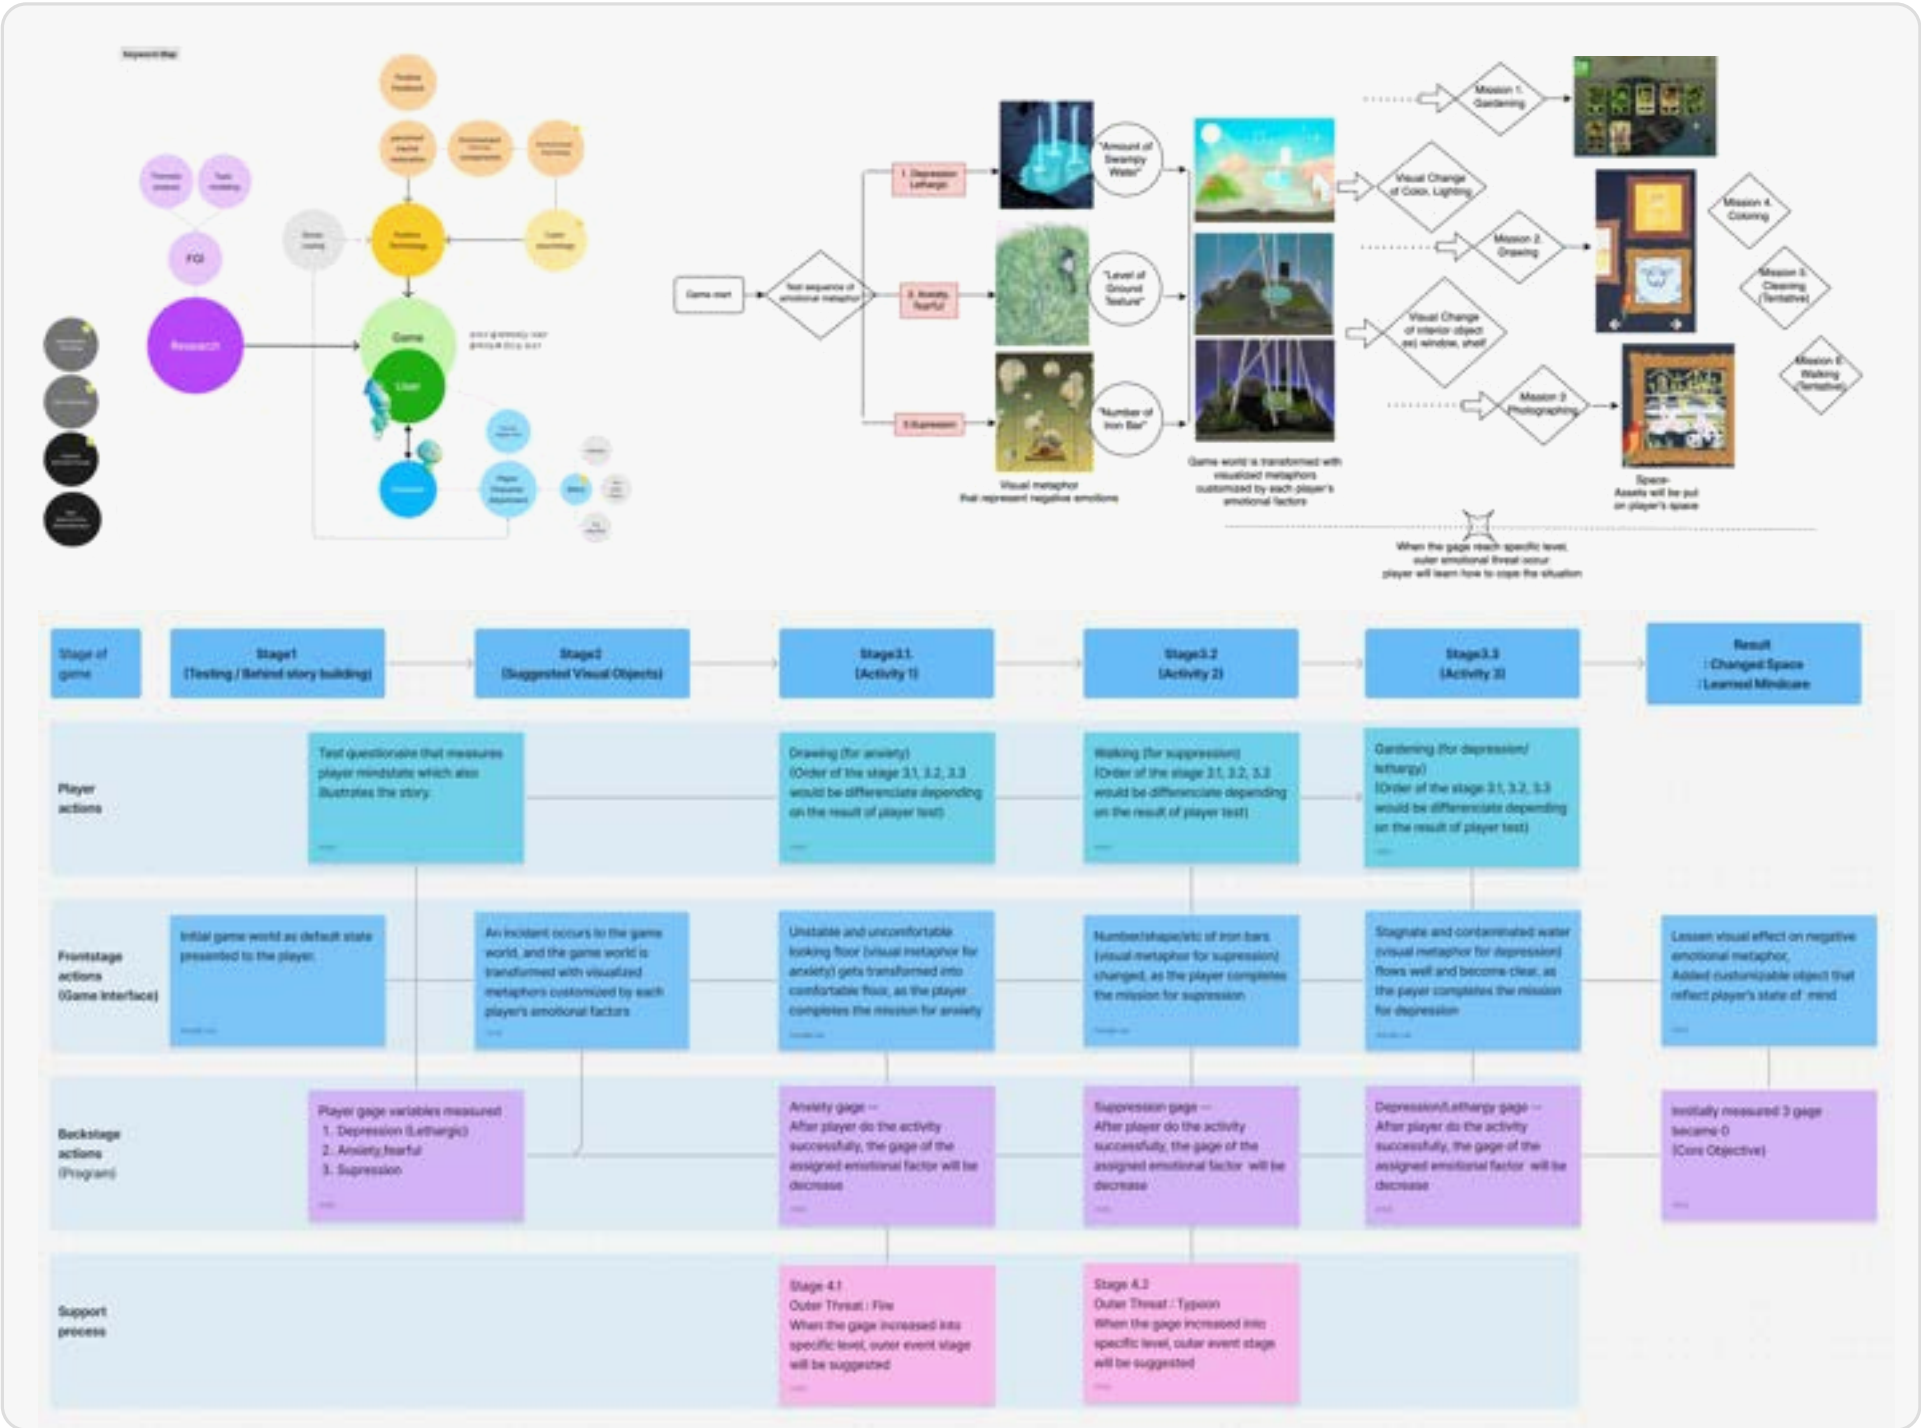 Keyword Map
Positive
Feedback
Thematic
analysis
Topic
modeling
FGI
Research
Positive
Technology
Game
User
Game start
Test sequence of
emotional metaphor
1. Depression
Lethargic
2. Anxiety,
fearful
3.Supression
"Amount of
Swampy
Water"
"Level of
Ground
Texture"
"Number of
Iron Bar"
Visual metaphor
that represent negative emotions
Game world is transformed with
visualized metaphors
customized by each player's
emotional factors
Visual Change
of Color, Lighting
Visual Change
of interior object
ex) window, shelf
Mission 1.
Gardening
Mission 2.
Drawing
Mission 3
Photographing
Mission 4.
Coloring
Mission 5.
Cleaning
(Tentative)
Mission 6.
Walking
(Tentative)
Space-
Assets will be put
on player's space
When the gage reach specific level,
outer emotional threat occur
player will learn how to cope the situation
Stage of
game
Stage1
(Testing / Behind story building)
Stage2
(Suggested Visual Objects)
Stage3.1.
(Activity 1)
Stage3.2
(Activity 2)
Stage3.3
(Activity 3)
Result
: Changed Space
: Learned Mindcare
Player
actions
Test questionaire that measures
player mindstate which also
illustrates the story.
Drawing (for anxiety)
(Order of the stage 3.1, 3.2, 3.3
would be differenciate depending
on the result of player test)
Walking (for suppression)
(Order of the stage 3.1, 3.2, 3.3
would be differenciate depending
on the result of player test)
Gardening (for depression/
lethargy)
(Order of the stage 3.1, 3.2, 3.3
would be differenciate depending
on the result of player test)
Frontstage
actions
(Game Interface)
Initial game world as default state
presented to the player.
An incident occurs to the game
world, and the game world is
transformed with visualized
metaphors customized by each
player's emotional factors
Unstable and uncomfortable
looking floor (visual metaphor for
anxiety) gets transformed into
comfortable floor, as the player
completes the mission for anxiety
Number/shape/etc of iron bars
(visual metaphor for supression)
changed, as the player completes
the mission for supression
Stagnate and contaminated water
(visual metaphor for depression)
flows well and become clear, as
the payer completes the mission
for depression
Lessen visual effect on negative
emotional metaphor,
Added customizable object that
reflect player's state of mind
Backstage
actions
(Program)
Player gage variables measured
1. Depression (Lethargic)
2. Anxiety,fearful
3. Supression
Anxiety gage --
After player do the activity
successfully, the gage of the
assigned emotional factor will be
decrease
Suppression gage --
After player do the activity
successfully, the gage of the
assigned emotional factor will be
decrease
Depression/Lethargy gage --
After player do the activity
successfully, the gage of the
assigned emotional factor will be
decrease
Innitially measured 3 gage
became 0
(Core Objective)
Support
process
Stage 4.1
Outer Threat : Fire
When the gage increased into
specific level, outer event stage
will be suggested
Stage 4.2
Outer Threat : Typoon
When the gage increased into
specific level, outer event stage
will be suggested